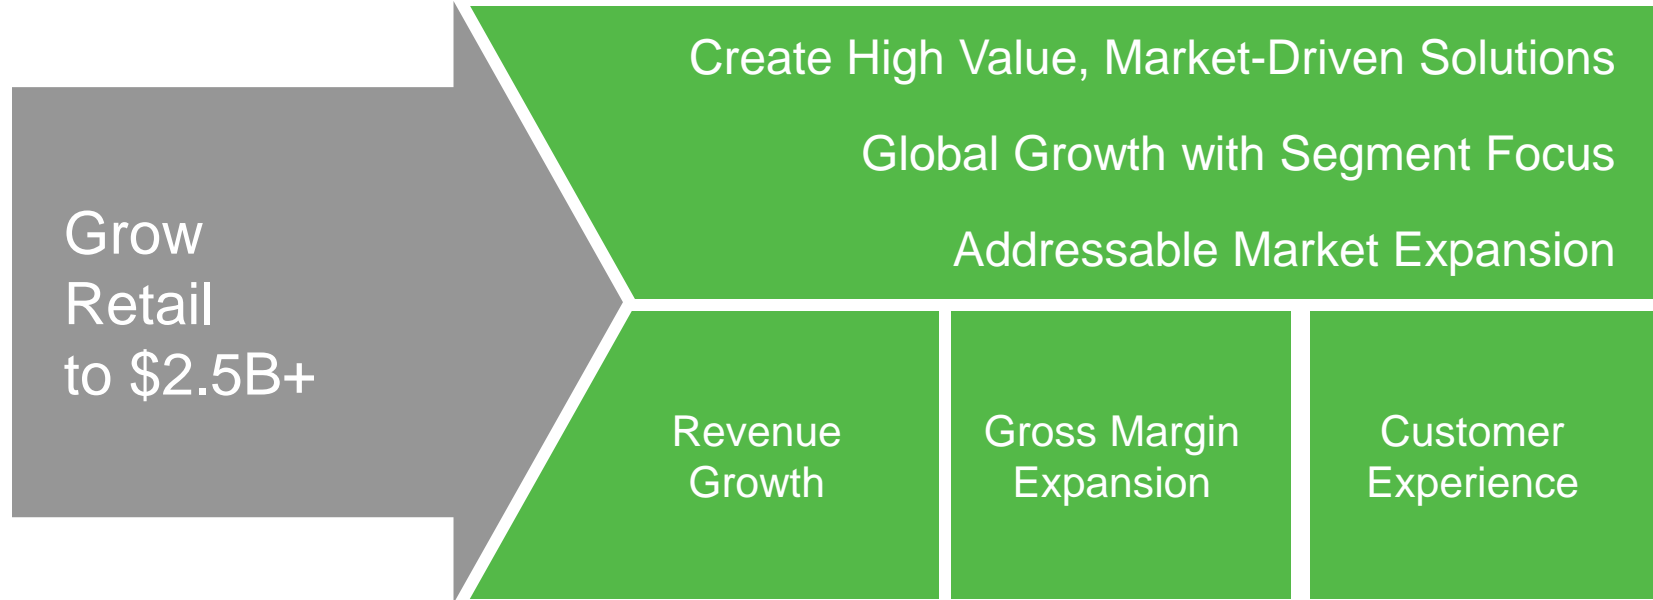 Create High Value, Market-Driven Solutions
Global Growth with Segment Focus
Addressable Market Expansion
Grow
Retail
to $2.5B+
Revenue
Growth
Gross Margin
Expansion
Customer
Experience